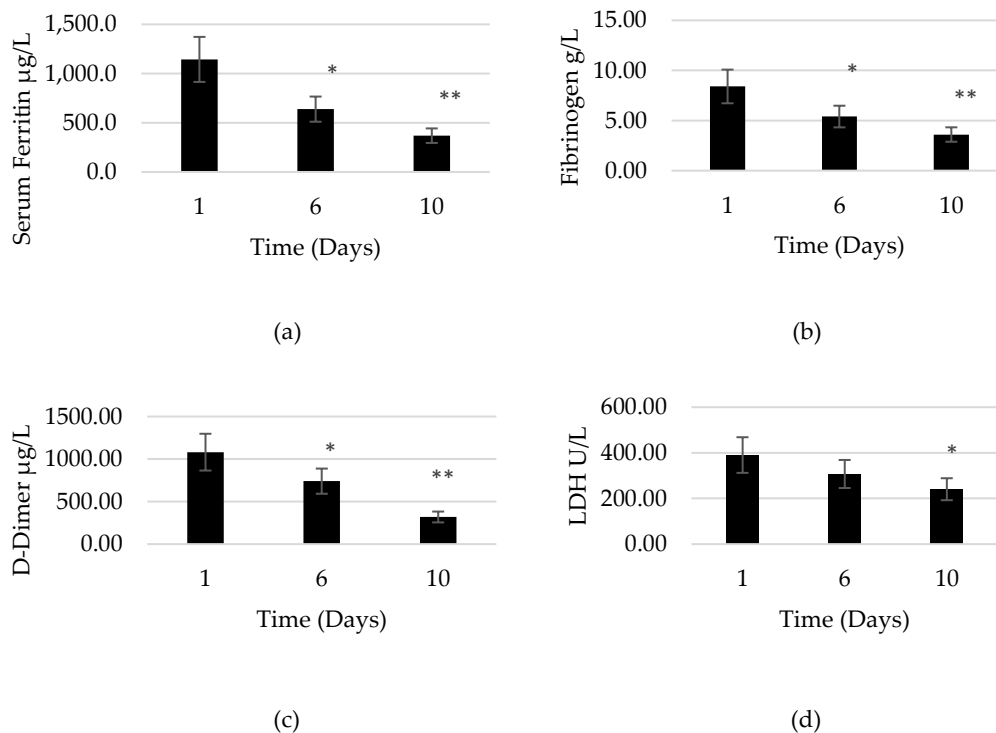 Serum Ferritin µg/L
1,500.0
1,000.0
500.0
0.0
*
**
1 6 10
Time (Days)
(a)
Fibrinogen g/L
15.00
10.00
5.00
0.00
*
**
1 6 10
Time (Days)
(b)
D-Dimer µg/L
1500.00
1000.00
500.00
0.00
*
**
1 6 10
Time (Days)
(c)
LDH U/L
600.00
400.00
200.00
0.00
*
1 6 10
Time (Days)
(d)